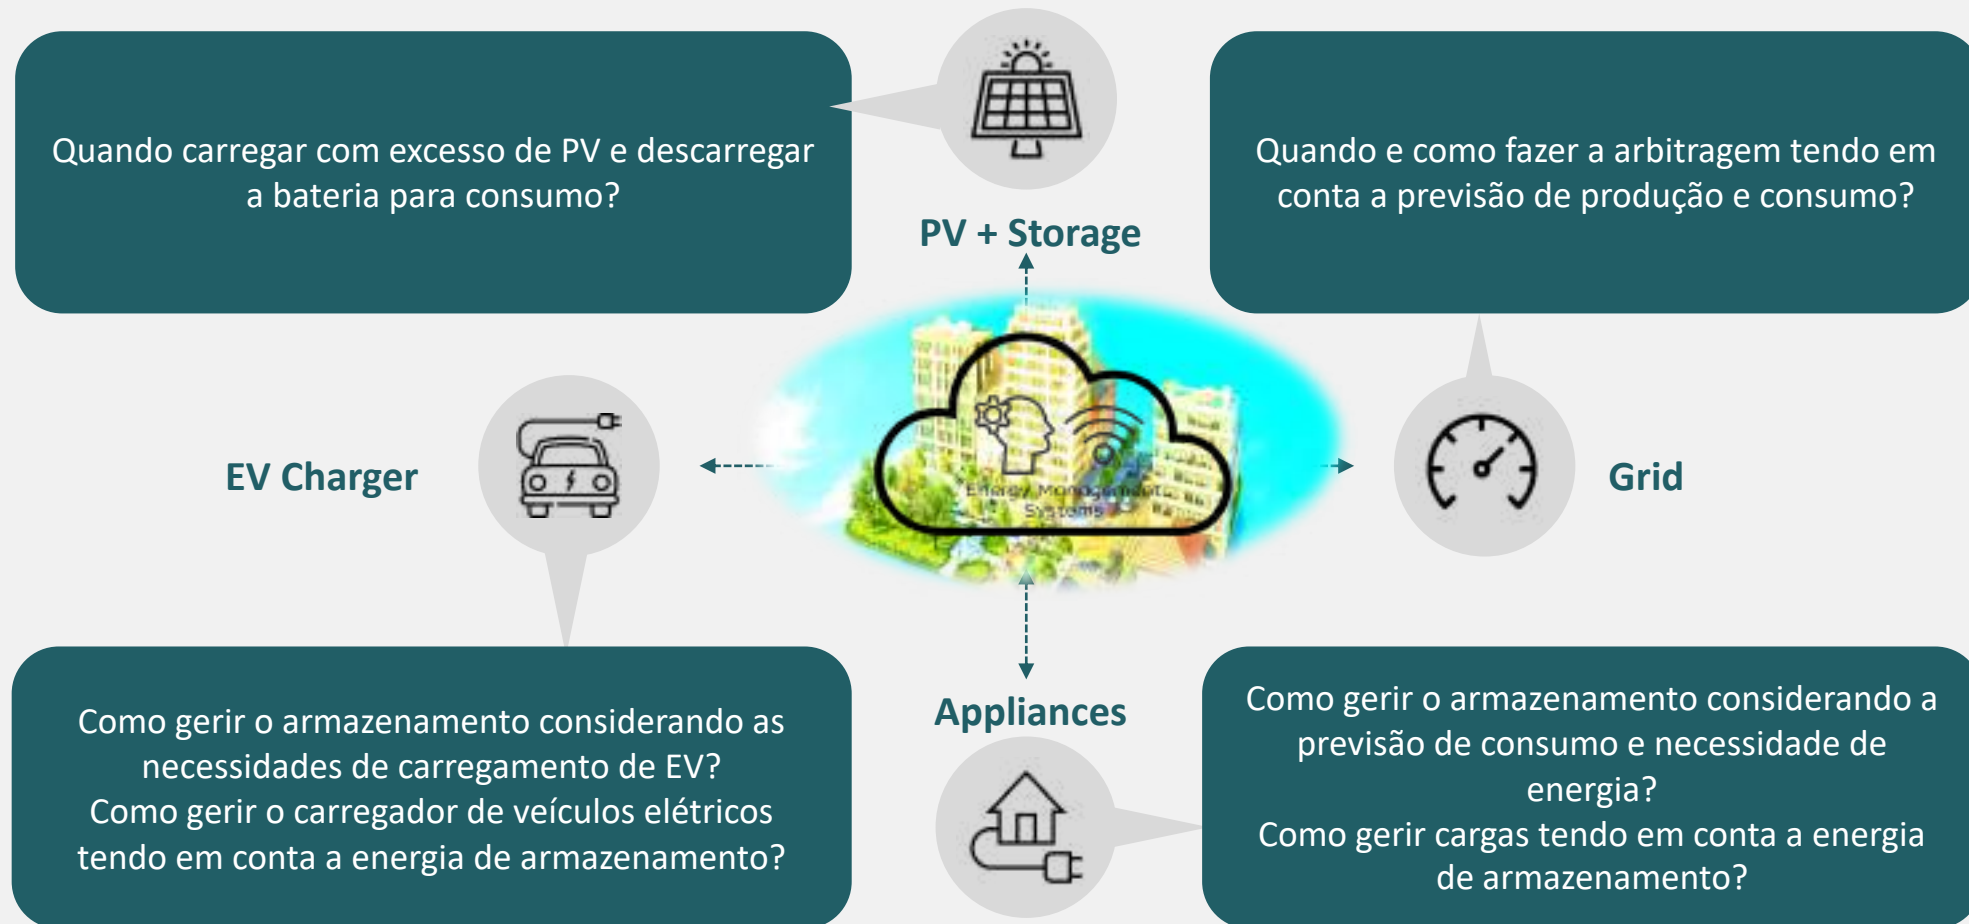 Quando carregar com excesso de PV e descarregar
a bateria para consumo?
PV + Storage
Quando e como fazer a arbitragem tendo em
conta a previsão de produção e consumo?
EV Charger
Energy Management
Systems
Grid
Como gerir o armazenamento considerando as
necessidades de carregamento de EV?
Como gerir o carregador de veículos elétricos
tendo em conta a energia de armazenamento?
Appliances
Como gerir o armazenamento considerando a
previsão de consumo e necessidade de
energia?
Como gerir cargas tendo em conta a energia
de armazenamento?